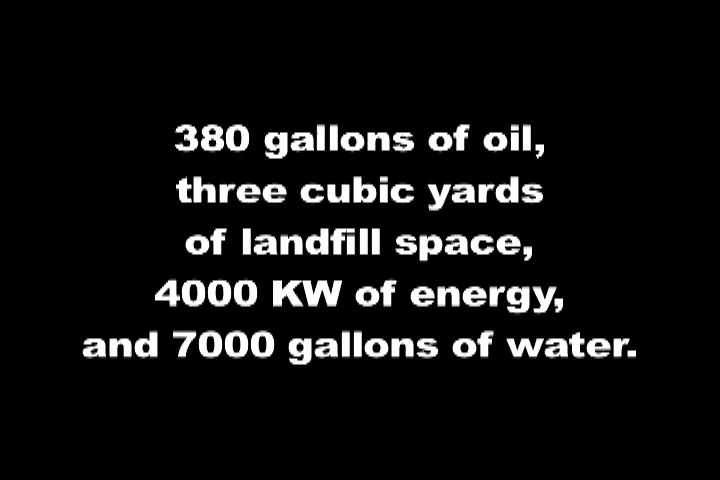 380 gallons of oil,
three cubic yards
of landfill space,
4000 KW of energy,
and 7000 gallons of water.